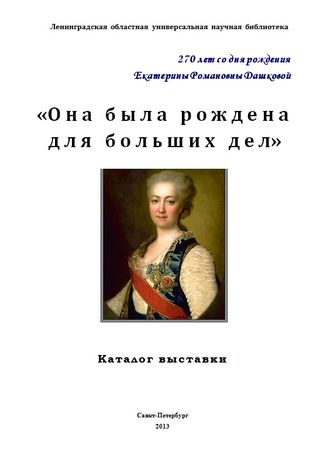 Ленинградская областная универсальная научная библиотека
270 лет со дня рождения
Екатерины Романовны Дашковой
«Она была рождена
для больших дел»
Каталог выставки
Санкт-Петербург
2013